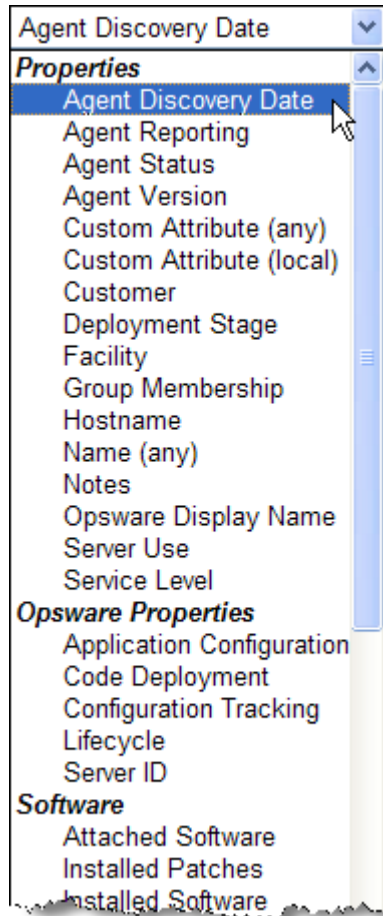 Agent Discovery Date
Properties
Agent Discovery Date
Agent Reporting
Agent Status
Agent Version
Custom Attribute (any)
Custom Attribute (local)
Customer
Deployment Stage
Facility
Group Membership
Hostname
Name (any)
Notes
Opsware Display Name
Server Use
Service Level
Opsware Properties
Application Configuration
Code Deployment
Configuration Tracking
Lifecycle
Server ID
Software
Attached Software
Installed Patches
Installed Software